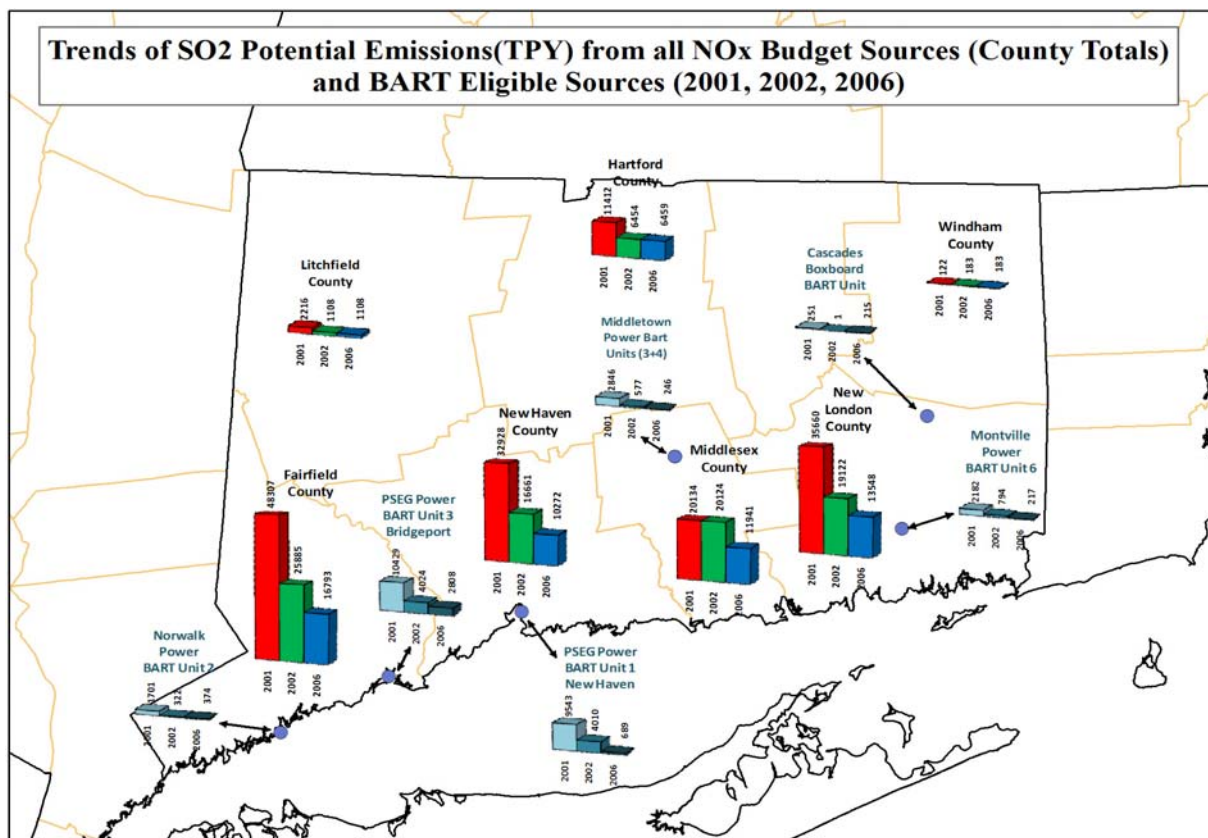 Trends of SO2 Potential Emissions(TPY) from all NOx Budget Sources (County Totals)
and BART Eligible Sources (2001, 2002, 2006)
Hartford
County
11412
6454
6459
2001
2002
2006
Windham
County
122
183
183
2001
2002
2006
Cascades
Boxboard
BART Unit
251
1
215
2001
2002
2006
Litchfield
County
2216
1108
1108
2001
2002
2006
Middletown
Power Bart
Units (3+4)
2846
577
246
2001
2002
2006
New Haven
County
32928
16661
10272
2001
2002
2006
New
London
County
35660
19122
13548
2001
2002
2006
Middlesex
County
20134
20124
11941
2001
2002
2006
Montville
Power
BART Unit 6
2182
794
217
2001
2002
2006
Fairfield
County
48307
25885
16793
2001
2002
2006
PSEG Power
BART Unit 3
Bridgeport
10429
4024
2808
2001
2002
2006
Norwalk
Power
BART Unit 2
1701
322
374
2001
2002
2006
PSEG Power
BART Unit 1
New Haven
9543
4010
689
2001
2002
2006